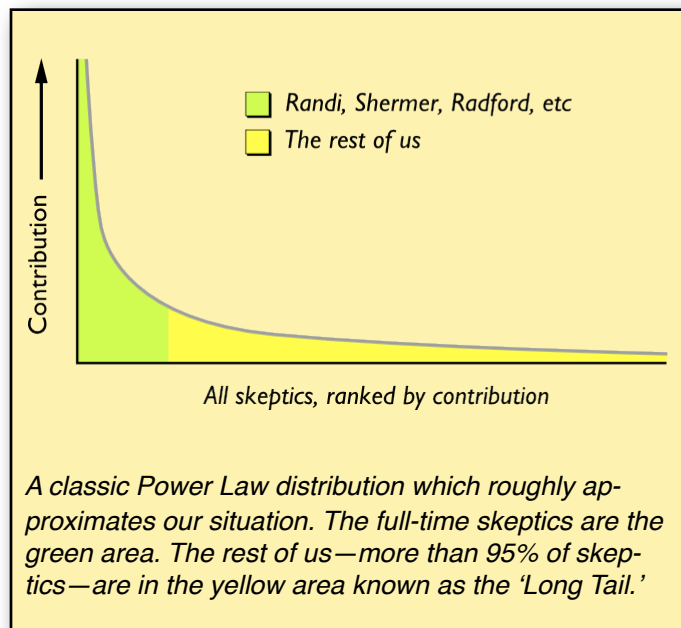 Randi, Shermer, Radford, etc
The rest of us
Contribution
All skeptics, ranked by contribution
A classic Power Law distribution which roughly ap-
proximates our situation. The full-time skeptics are the
green area. The rest of us—more than 95% of skep-
tics—are in the yellow area known as the ‘Long Tail.’